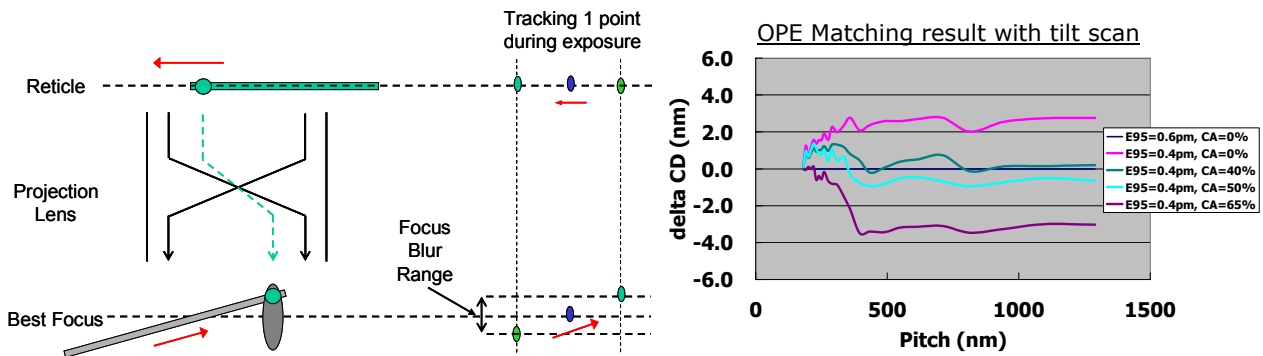 Tracking 1 point
during exposure
Reticle
Projection
Lens
Focus
Blur
Range
Best Focus
OPE Matching result with tilt scan
6.0
4.0
2.0
0.0
-2.0
-4.0
-6.0
delta CD (nm)
0
500
1000
1500
Pitch (nm)
E95=0.6pm, CA=0%
E95=0.4pm, CA=0%
E95=0.4pm, CA=40%
E95=0.4pm, CA=50%
E95=0.4pm, CA=65%